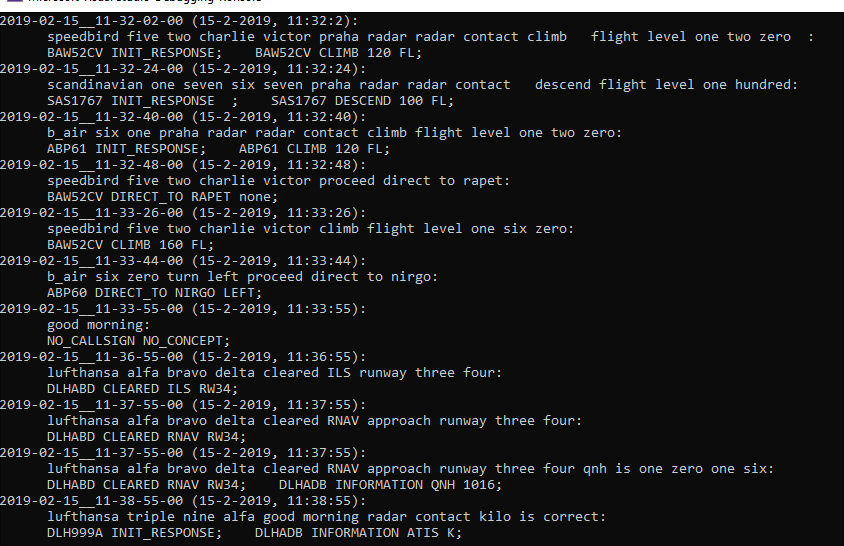 2019-02-15__11-32-02-00 (15-2-2019, 11:32:2):
speedbird five two charlie victor praha radar radar contact climb flight level one two zero :
BAW52CV INIT_RESPONSE; BAW52CV CLIMB 120 FL;
2019-02-15__11-32-24-00 (15-2-2019, 11:32:24):
scandinavian one seven six seven praha radar radar contact descend flight level one hundred:
SAS1767 INIT_RESPONSE ; SAS1767 DESCEND 100 FL;
2019-02-15__11-32-40-00 (15-2-2019, 11:32:40):
b_air six one praha radar radar contact climb flight level one two zero:
ABP61 INIT_RESPONSE; ABP61 CLIMB 120 FL;
2019-02-15__11-32-48-00 (15-2-2019, 11:32:48):
speedbird five two charlie victor proceed direct to rapet:
BAW52CV DIRECT_TO RAPET none;
2019-02-15__11-33-26-00 (15-2-2019, 11:33:26):
speedbird five two charlie victor climb flight level one six zero:
BAW52CV CLIMB 160 FL;
2019-02-15__11-33-44-00 (15-2-2019, 11:33:44):
b_air six zero turn left proceed direct to nirgo:
ABP60 DIRECT_TO NIRGO LEFT;
2019-02-15__11-33-55-00 (15-2-2019, 11:33:55):
good morning:
NO_CALLSIGN NO_CONCEPT;
2019-02-15__11-36-55-00 (15-2-2019, 11:36:55):
lufthansa alfa bravo delta cleared ILS runway three four:
DLHABD CLEARED ILS RW34;
2019-02-15__11-37-55-00 (15-2-2019, 11:37:55):
lufthansa alfa bravo delta cleared RNAV approach runway three four:
DLHABD CLEARED RNAV RW34;
2019-02-15__11-37-55-00 (15-2-2019, 11:37:55):
lufthansa alfa bravo delta cleared RNAV approach runway three four qnh is one zero one six:
DLHABD CLEARED RNAV RW34; DLHADB INFORMATION QNH 1016;
2019-02-15__11-38-55-00 (15-2-2019, 11:38:55):
lufthansa triple nine alfa good morning radar contact kilo is correct:
DLH999A INIT_RESPONSE; DLHADB INFORMATION ATIS K;